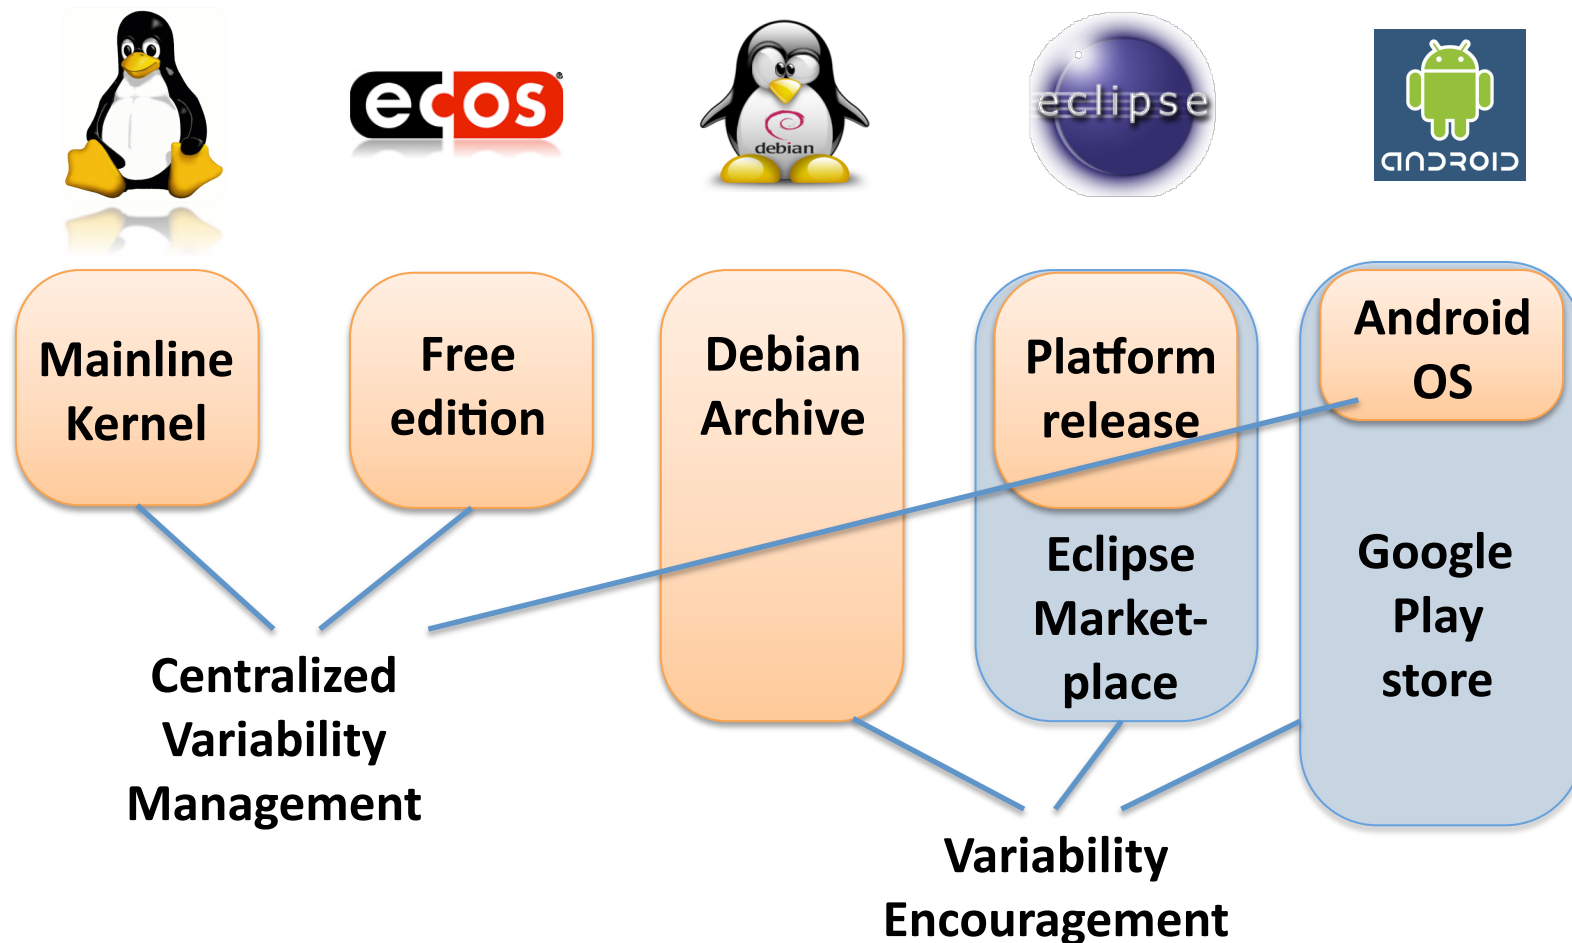 ecos
®
debian
eclipse
ANDROID
Mainline
Kernel
Free
edition
Debian
Archive
Platform
release
Eclipse
Market-
place
Android
OS
Google
Play
store
Centralized
Variability
Management
Variability
Encouragement